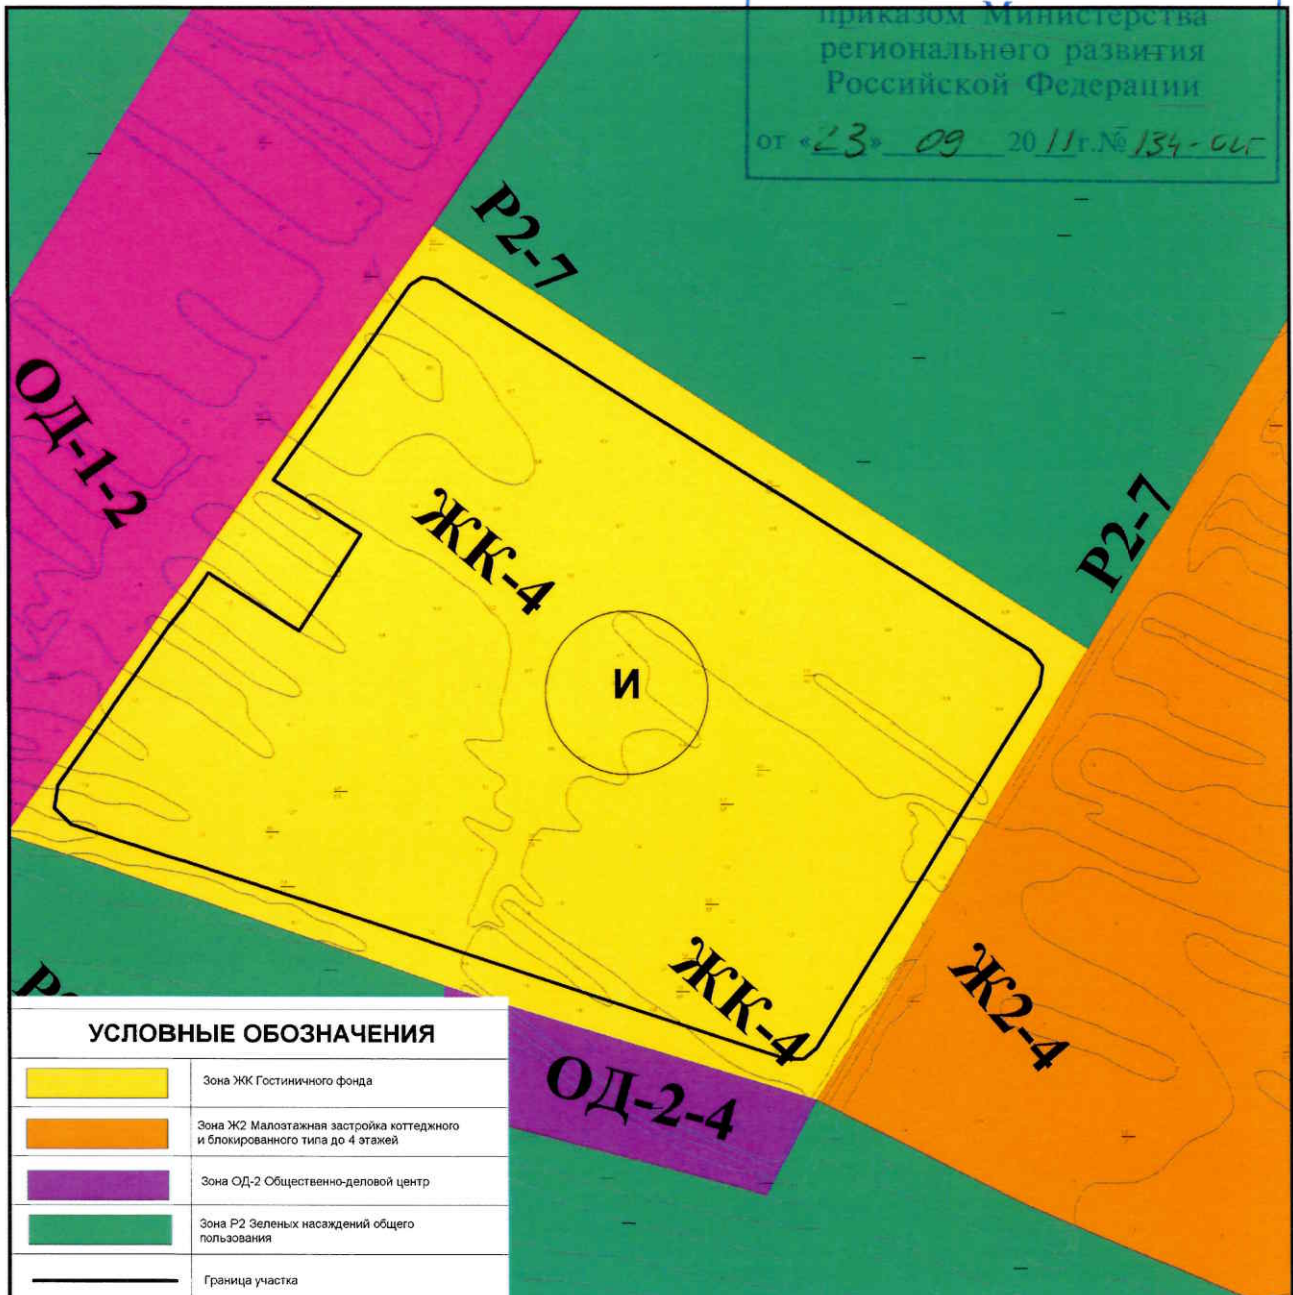 приказом Министерства
регионального развития
Российской Федерации
от «23» 09 2011г.№ 134-
Р2-7
ОД-1-2
ЖК-4
Р2-7
И
ЖК-4
Ж2-4
ОД-2-4
УСЛОВНЫЕ ОБОЗНАЧЕНИЯ
Зона ЖК Гостиничного фонда
Зона Ж2 Малоэтажная застройка коттеджного
и блокированного типа до 4 этажей
Зона ОД-2 Общественно-деловой центр
Зона Р2 Зеленых насаждений общего
пользования
Граница участка